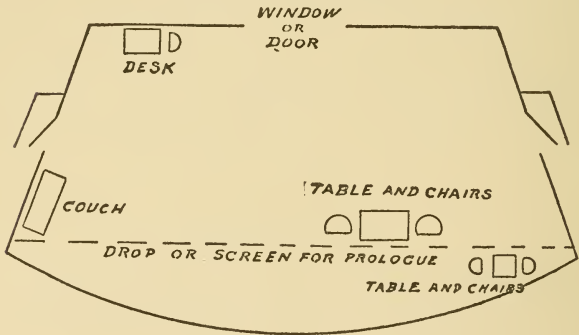 WINDOW
OR
DOOR
DESK
TABLE AND CHAIRS
COUCH
DROP OR SCREEN FOR PROLOGUE
TABLE AND CHAIRS